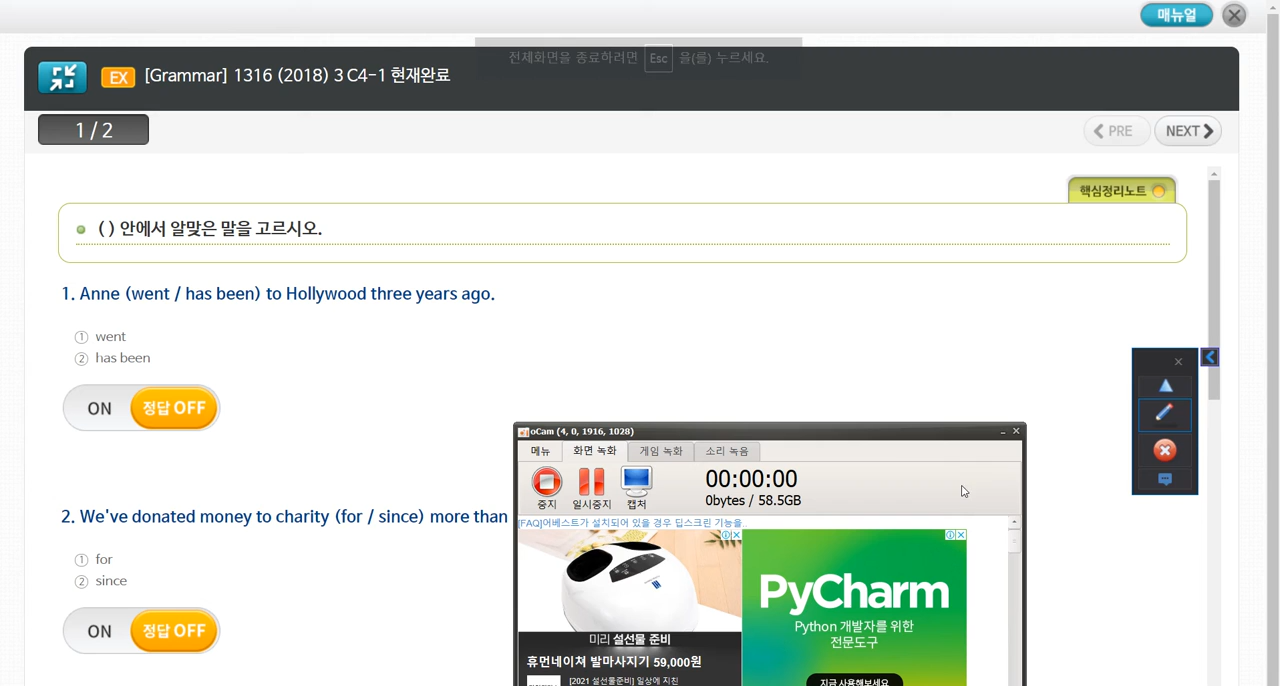 매뉴얼
전체화면을 종료하려면 Esc 을(를) 누르세요.
EX [Grammar] 1316 (2018) 3 C4-1 현재완료
1 / 2
PRE
NEXT
핵심정리노트
( ) 안에서 알맞은 말을 고르시오.
1. Anne (went / has been) to Hollywood three years ago.
① went
② has been
ON 정답 OFF
2. We've donated money to charity (for / since) more than
① for
② since
ON 정답 OFF
oCam (4, 0, 1916, 1028)
메뉴 화면 녹화 게임 녹화 소리 녹음
중지 일시중지 캡처
00:00:00
0bytes / 58.5GB
[FAQ]어베스트가 설치되어 있을 경우 딥스크린 기능을..
미리 설선물 준비
휴먼네이쳐 발마사지기 59,000원
[2021 설선물준비] 일상에 지친
PyCharm
Python 개발자를 위한
전문도구
지금 사용해보세요